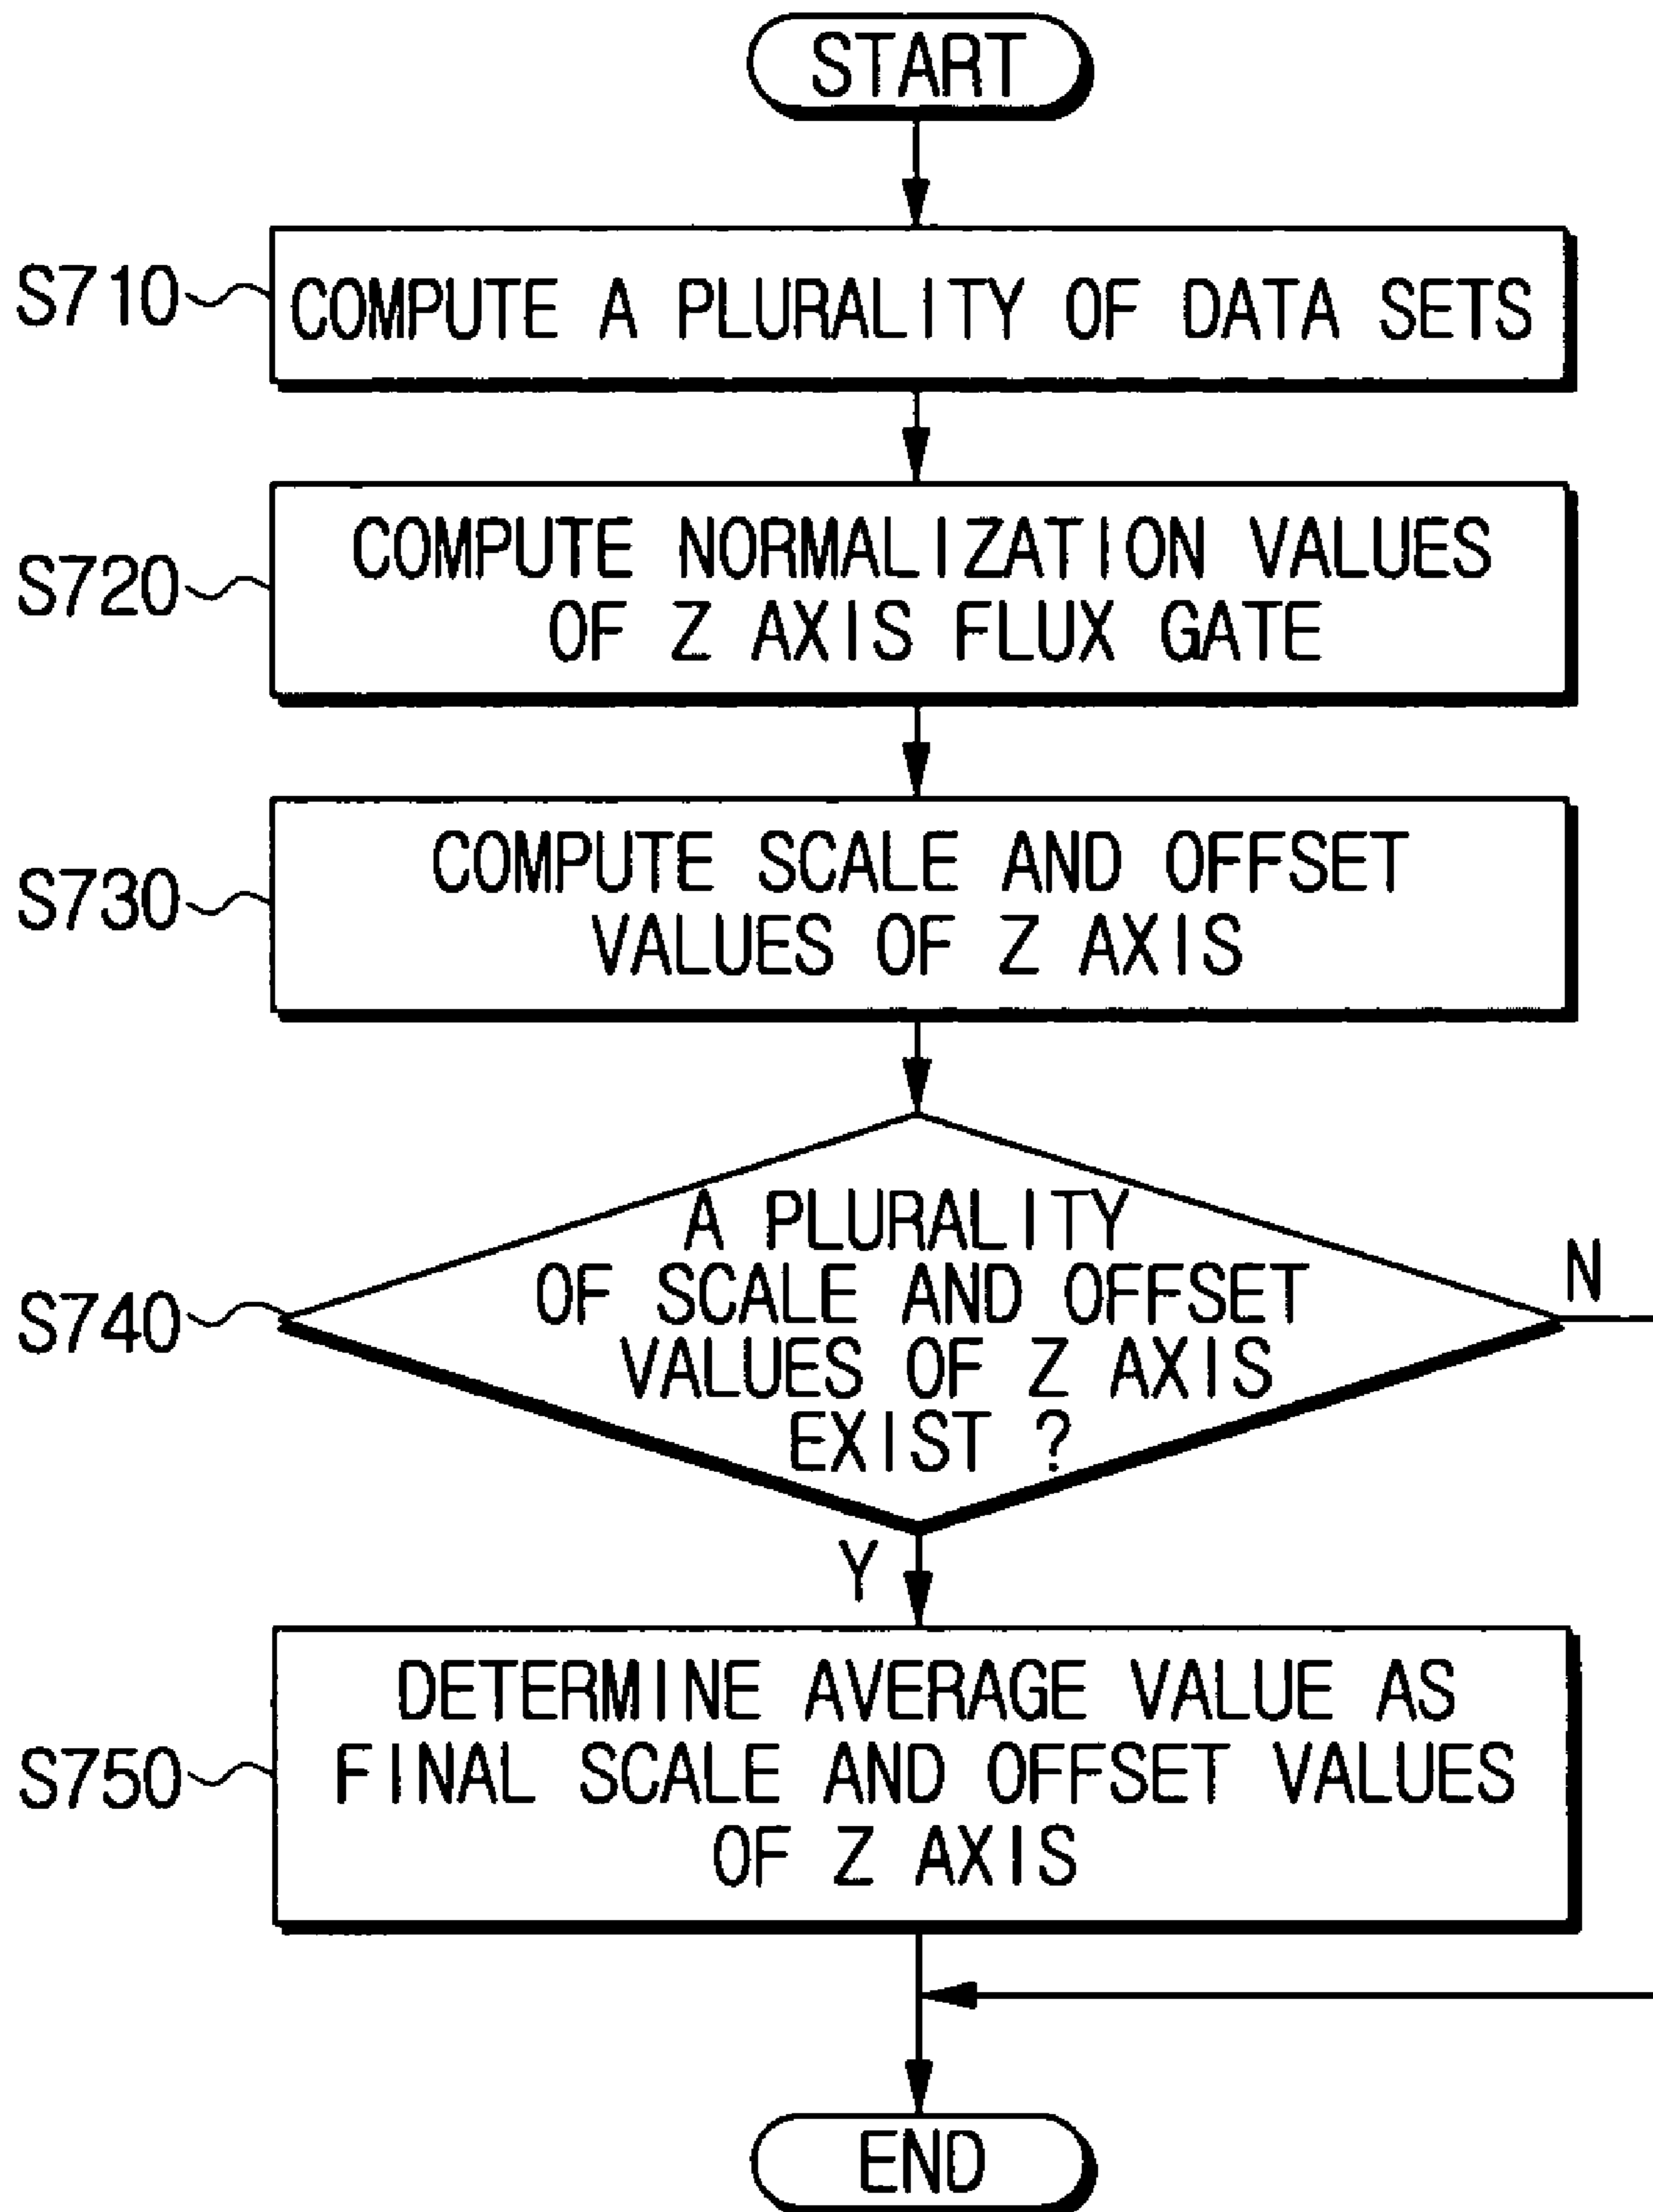 START
S710
COMPUTE A PLURALITY OF DATA SETS
S720
COMPUTE NORMALIZATION VALUES
OF Z AXIS FLUX GATE
S730
COMPUTE SCALE AND OFFSET
VALUES OF Z AXIS
S740
A PLURALITY
OF SCALE AND OFFSET
VALUES OF Z AXIS
EXIST ?
N
Y
S750
DETERMINE AVERAGE VALUE AS
FINAL SCALE AND OFFSET VALUES
OF Z AXIS
END